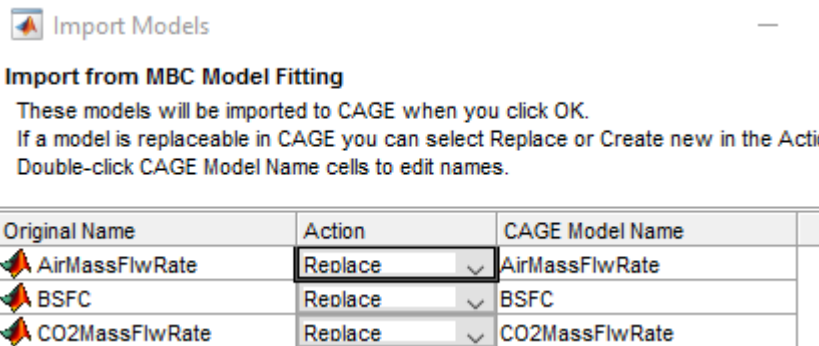 Import Models
Import from MBC Model Fitting
These models will be imported to CAGE when you click OK.
If a model is replaceable in CAGE you can select Replace or Create new in the Acti
Double-click CAGE Model Name cells to edit names.
Original Name Action CAGE Model Name
AirMassFlwRate Replace AirMassFlwRate
BSFC Replace BSFC
CO2MassFlwRate Replace CO2MassFlwRate